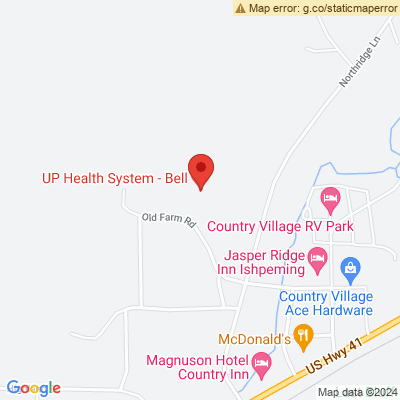 Map error: g.co/staticmaperror
Northridge Ln
UP Health System - Bell
Old Farm Rd
Country Village RV Park
Jasper Ridge
Inn Ishpeming
Country Village
Ace Hardware
McDonald's
US Hwy 41
Magnuson Hotel
Country Inn
Google
Map data ©2024